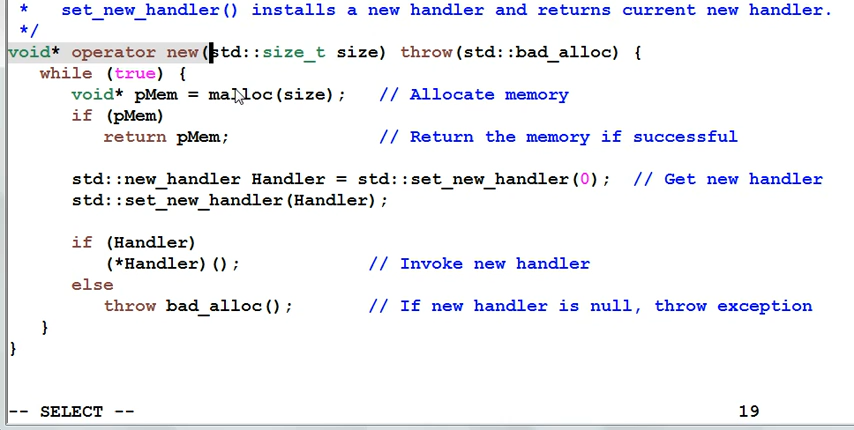 *   set_new_handler() installs a new handler and returns current new handler.
*/
void* operator new(std::size_t size) throw(std::bad_alloc) {
   while (true) {
      void* pMem = malloc(size);   // Allocate memory
      if (pMem)
         return pMem;              // Return the memory if successful
      std::new_handler Handler = std::set_new_handler(0);  // Get new handler
      std::set_new_handler(Handler);
      if (Handler)
         (*Handler)();            // Invoke new handler
      else
         throw bad_alloc();       // If new handler is null, throw exception
   }
}
-- SELECT --                                                          19